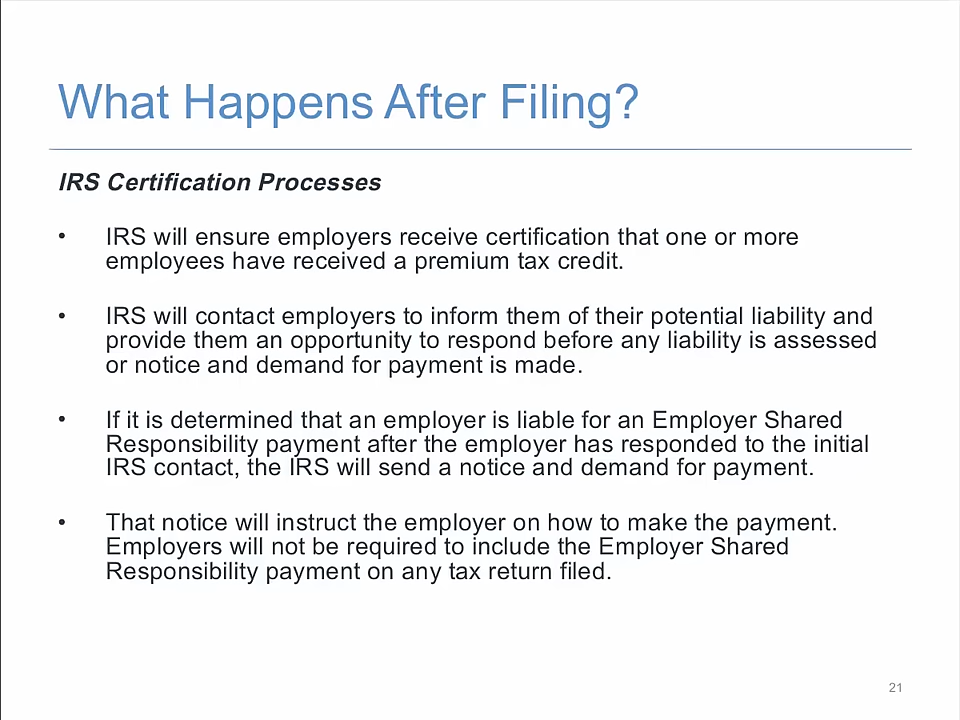 What Happens After Filing?
IRS Certification Processes
• IRS will ensure employers receive certification that one or more
employees have received a premium tax credit.
• IRS will contact employers to inform them of their potential liability and
provide them an opportunity to respond before any liability is assessed
or notice and demand for payment is made.
• If it is determined that an employer is liable for an Employer Shared
Responsibility payment after the employer has responded to the initial
IRS contact, the IRS will send a notice and demand for payment.
• That notice will instruct the employer on how to make the payment.
Employers will not be required to include the Employer Shared
Responsibility payment on any tax return filed.
21